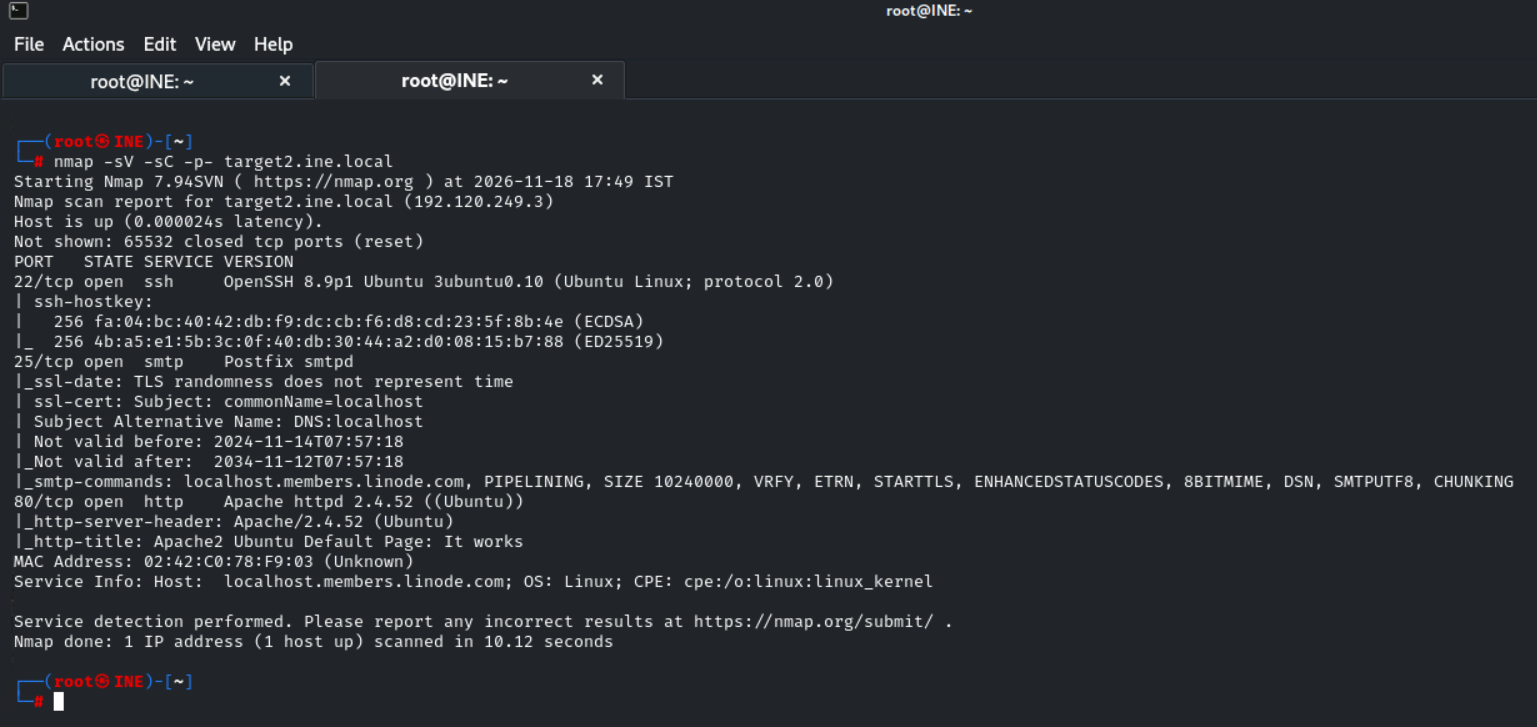 root@INE: ~
File Actions Edit View Help
root@INE: ~ × root@INE: ~ ×
┌──(root㉿INE)-[~]
└─# nmap -sV -sC -p- target2.ine.local
Starting Nmap 7.94SVN ( https://nmap.org ) at 2026-11-18 17:49 IST
Nmap scan report for target2.ine.local (192.120.249.3)
Host is up (0.000024s latency).
Not shown: 65532 closed tcp ports (reset)
PORT   STATE SERVICE VERSION
22/tcp open  ssh     OpenSSH 8.9p1 Ubuntu 3ubuntu0.10 (Ubuntu Linux; protocol 2.0)
| ssh-hostkey:
|   256 fa:04:bc:40:42:db:f9:dc:cb:f6:d8:cd:23:5f:8b:4e (ECDSA)
|_  256 4b:a5:e1:5b:3c:0f:40:db:30:44:a2:d0:08:15:b7:88 (ED25519)
25/tcp open  smtp    Postfix smtpd
|_ssl-date: TLS randomness does not represent time
| ssl-cert: Subject: commonName=localhost
| Subject Alternative Name: DNS:localhost
| Not valid before: 2024-11-14T07:57:18
|_Not valid after:  2034-11-12T07:57:18
|_smtp-commands: localhost.members.linode.com, PIPELINING, SIZE 10240000, VRFY, ETRN, STARTTLS, ENHANCEDSTATUSCODES, 8BITMIME, DSN, SMTPUTF8, CHUNKING
80/tcp open  http    Apache httpd 2.4.52 ((Ubuntu))
|_http-server-header: Apache/2.4.52 (Ubuntu)
|_http-title: Apache2 Ubuntu Default Page: It works
MAC Address: 02:42:C0:78:F9:03 (Unknown)
Service Info: Host:  localhost.members.linode.com; OS: Linux; CPE: cpe:/o:linux:linux_kernel
Service detection performed. Please report any incorrect results at https://nmap.org/submit/ .
Nmap done: 1 IP address (1 host up) scanned in 10.12 seconds
┌──(root㉿INE)-[~]
└─#